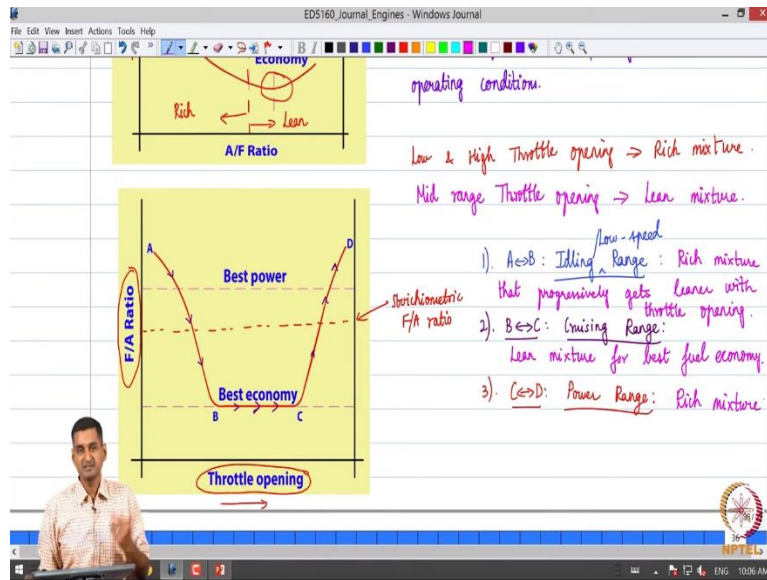 ED5160_Journal_Engines - Windows Journal
File Edit View Insert Actions Tools Help
B I
Economy
Rich
Lean
A/F Ratio
operating conditions.
Low & High Throttle opening → Rich mixture.
Mid range Throttle opening → Lean mixture.
A
D
Best power
F/A Ratio
Stoichiometric
F/A ratio
Best economy
B
C
Throttle opening
Low-speed
1). A↔B: Idling Range: Rich mixture
that progressively gets leaner with
throttle opening.
2). B↔C: Cruising Range:
Lean mixture for best fuel economy.
3). C↔D: Power Range: Rich mixture
36
NPTEL
ENG 10:06 AM